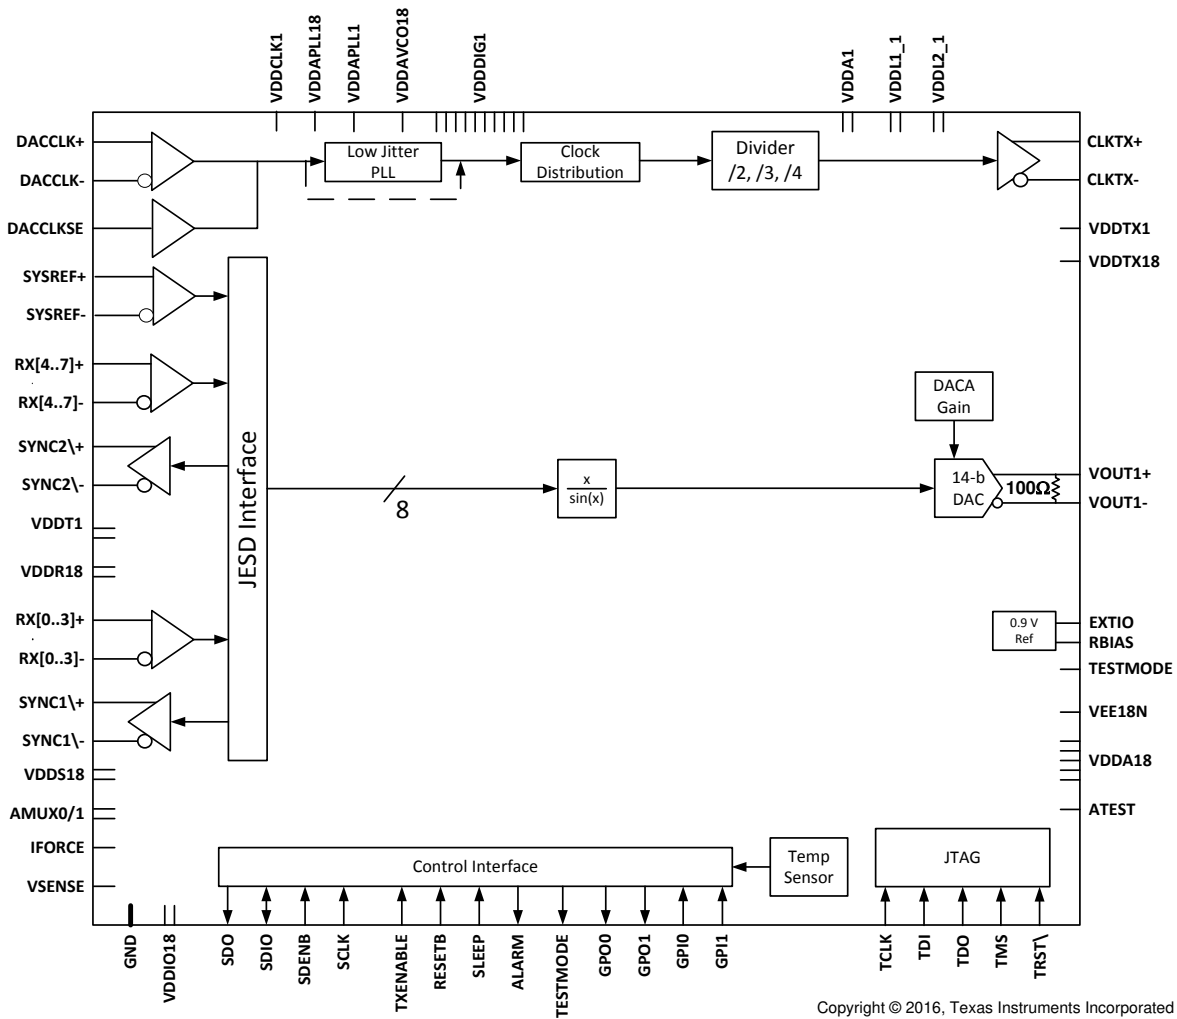 VDDCLK1
VDDAPLL18
VDDAPLL1
VDDAVCO18
VDDDIG1
VDDA1
VDDL1_1
VDDL2_1
DACCLK+
DACCLK-
DACCLKSE
Low Jitter
PLL
Clock
Distribution
Divider
/2, /3, /4
CLKTX+
CLKTX-
VDDTX1
VDDTX18
SYSREF+
SYSREF-
RX[4..7]+
RX[4..7]-
SYNC2\+
SYNC2\-
VDDT1
VDDR18
RX[0..3]+
RX[0..3]-
SYNC1\+
SYNC1\-
VDDS18
AMUX0/1
IFORCE
VSENSE
JESD Interface
8
x
sin(x)
DACA
Gain
14-b
DAC
100Ω
VOUT1+
VOUT1-
0.9 V
Ref
EXTIO
RBIAS
TESTMODE
VEE18N
VDDA18
ATEST
Control Interface
Temp
Sensor
JTAG
GND
VDDIO18
SDO
SDIO
SDENB
SCLK
TXENABLE
RESETB
SLEEP
ALARM
TESTMODE
GPO0
GPO1
GPI0
GPI1
TCLK
TDI
TDO
TMS
TRST\
Copyright © 2016, Texas Instruments Incorporated